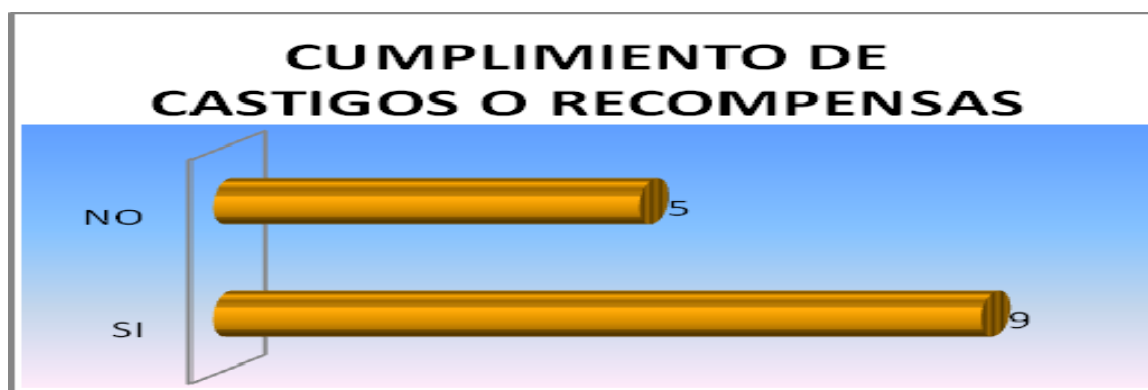 CUMPLIMIENTO DE
CASTIGOS O RECOMPENSAS
NO 5
SI 9